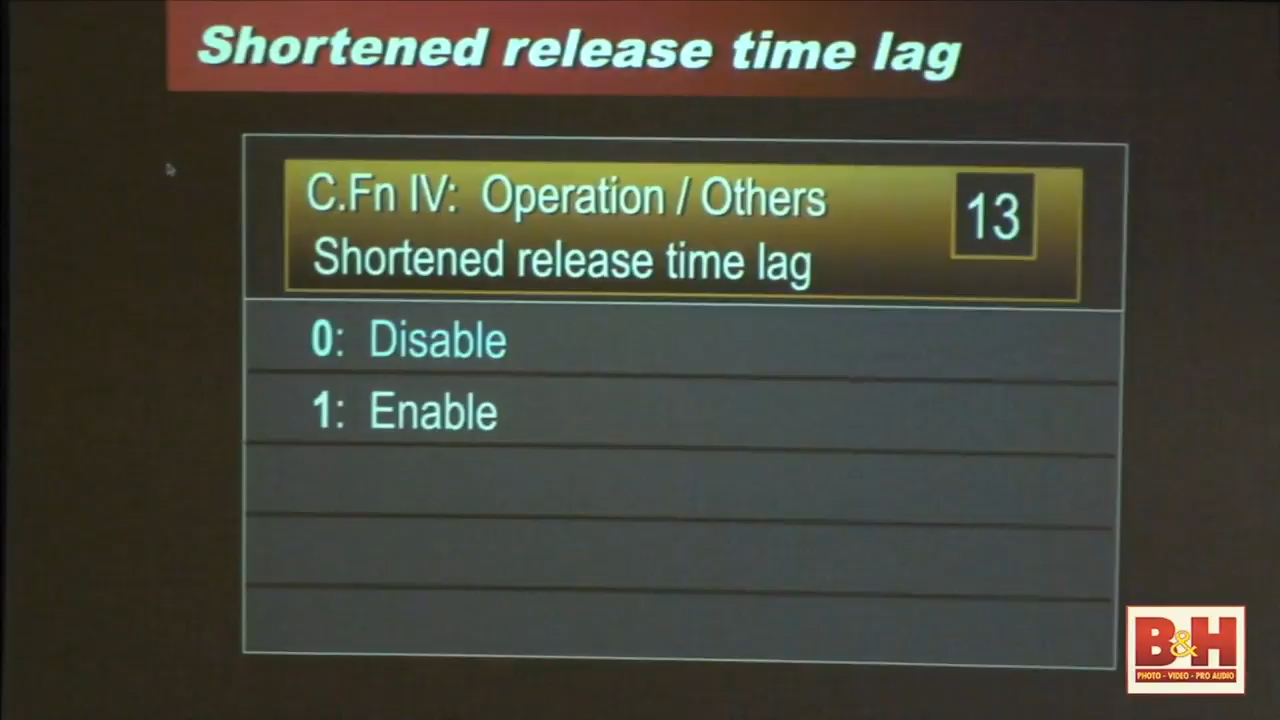 Shortened release time lag
C.Fn IV: Operation / Others
13
Shortened release time lag
0: Disable
1: Enable
B&H
PHOTO - VIDEO - PRO AUDIO